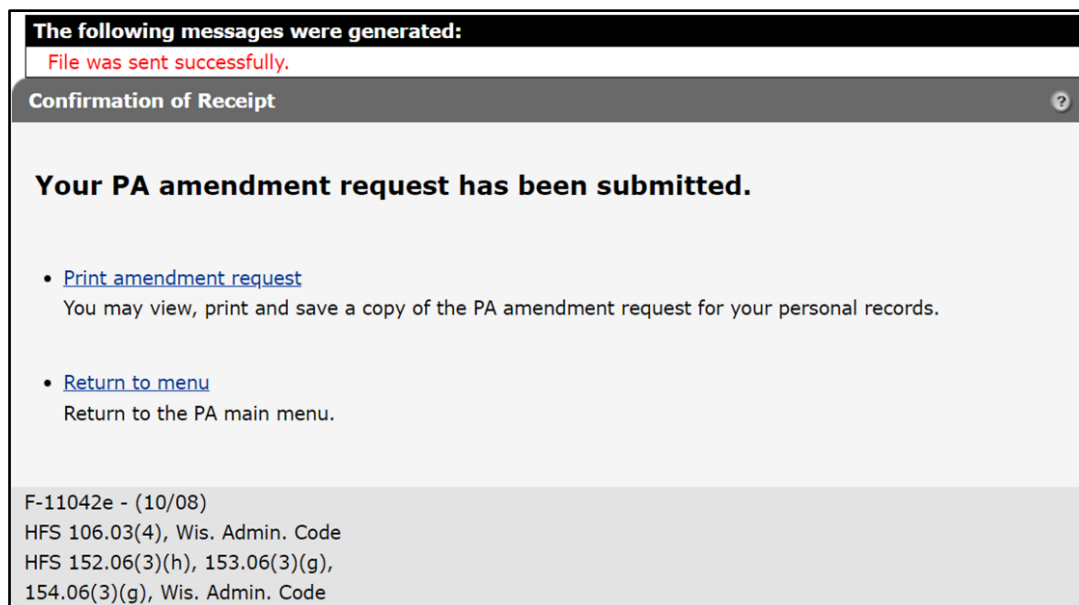 The following messages were generated:
File was sent successfully.
Confirmation of Receipt
?
Your PA amendment request has been submitted.
• Print amendment request
You may view, print and save a copy of the PA amendment request for your personal records.
• Return to menu
Return to the PA main menu.
F-11042e - (10/08)
HFS 106.03(4), Wis. Admin. Code
HFS 152.06(3)(h), 153.06(3)(g),
154.06(3)(g), Wis. Admin. Code